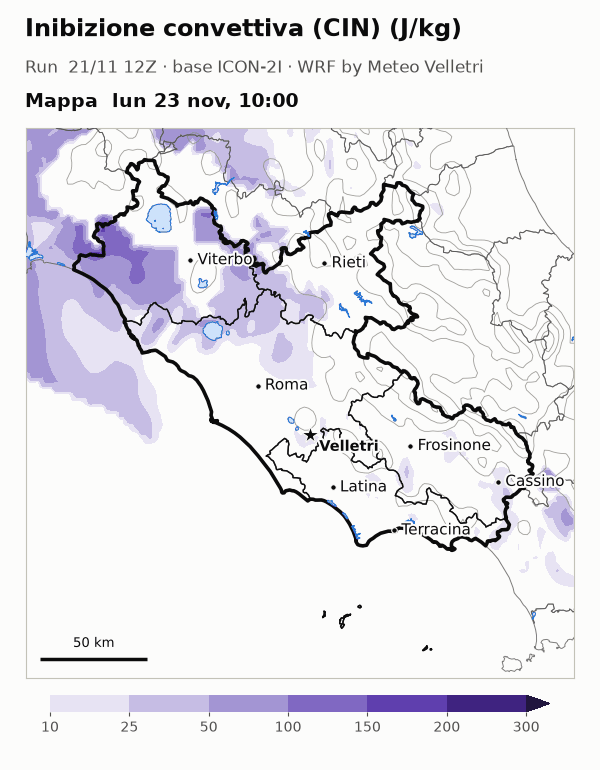 Inibizione convettiva (CIN) (J/kg)
Run  21/11 12Z · base ICON-2I · WRF by Meteo Velletri
Mappa  lun 23 nov, 10:00
Viterbo
Rieti
Roma
Velletri
Frosinone
Cassino
Latina
Terracina
50 km
10 25 50 100 150 200 300